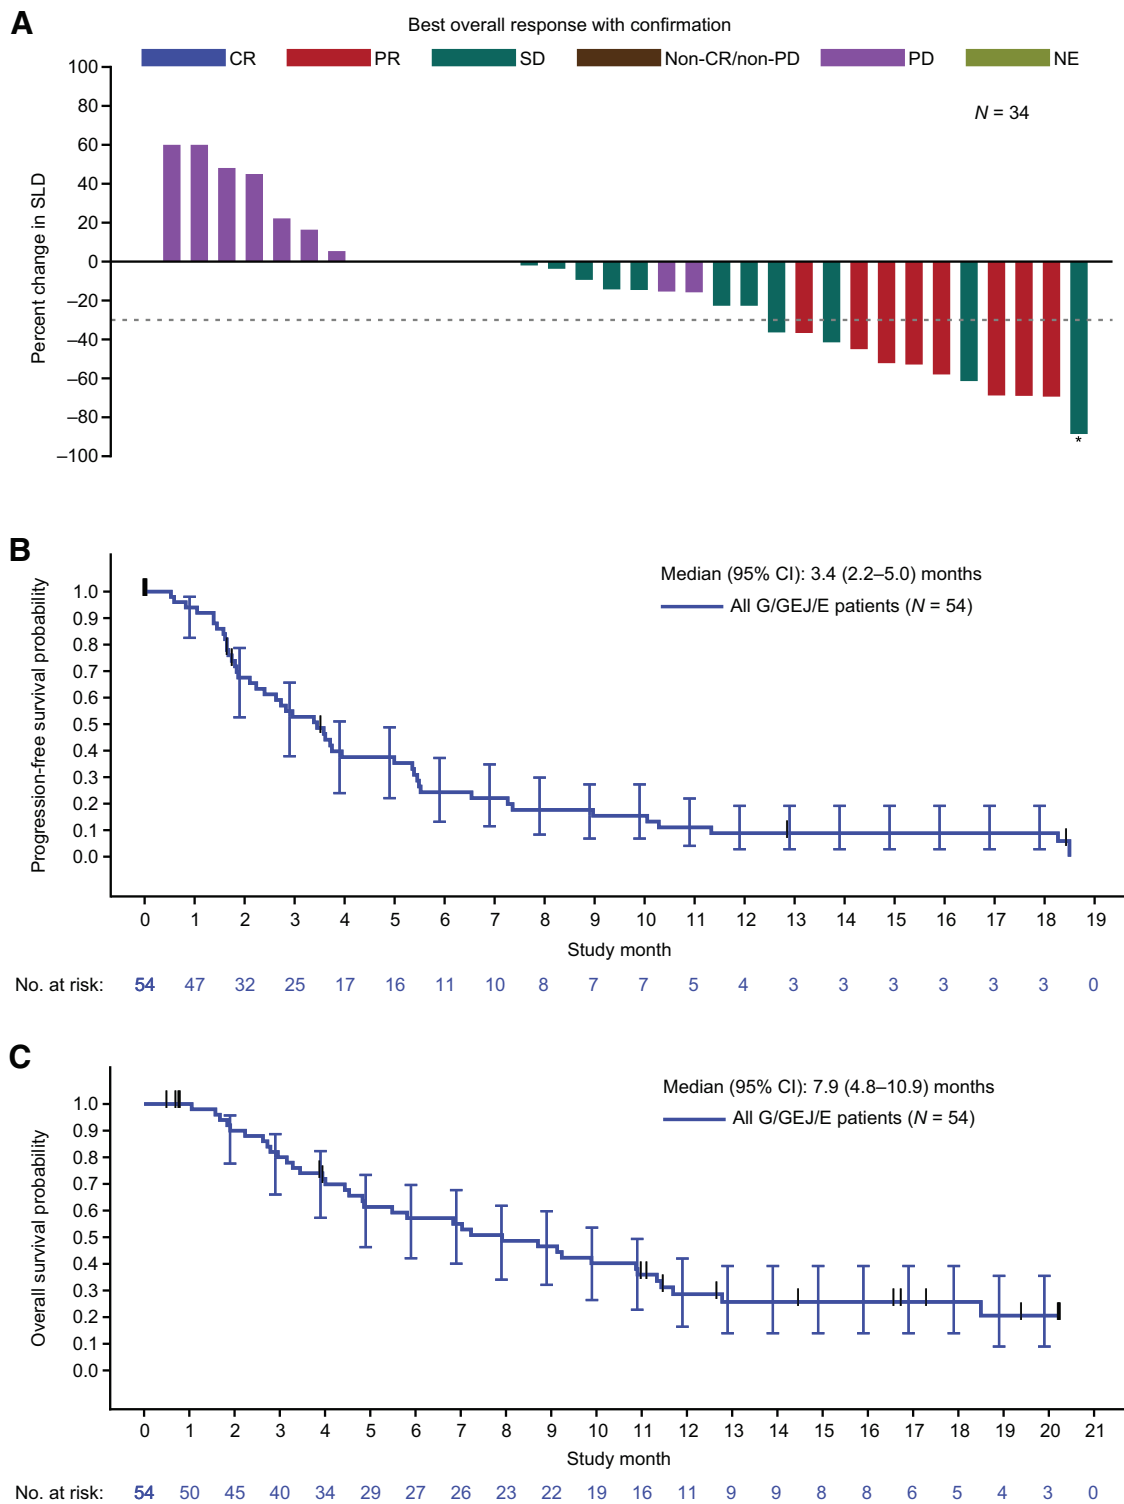 A
Best overall response with confirmation
CR PR SD Non-CR/non-PD PD NE
N = 34
Percent change in SLD
100
80
60
40
20
0
–20
–40
–60
–80
–100
*
B
Median (95% CI): 3.4 (2.2–5.0) months
All G/GEJ/E patients (N = 54)
Progression-free survival probability
1.0
0.9
0.8
0.7
0.6
0.5
0.4
0.3
0.2
0.1
0.0
0 1 2 3 4 5 6 7 8 9 10 11 12 13 14 15 16 17 18 19
Study month
No. at risk: 54 47 32 25 17 16 11 10 8 7 7 5 4 3 3 3 3 3 3 0
C
Median (95% CI): 7.9 (4.8–10.9) months
All G/GEJ/E patients (N = 54)
Overall survival probability
1.0
0.9
0.8
0.7
0.6
0.5
0.4
0.3
0.2
0.1
0.0
0 1 2 3 4 5 6 7 8 9 10 11 12 13 14 15 16 17 18 19 20 21
Study month
No. at risk: 54 50 45 40 34 29 27 26 23 22 19 16 11 9 9 8 8 6 5 4 3 0